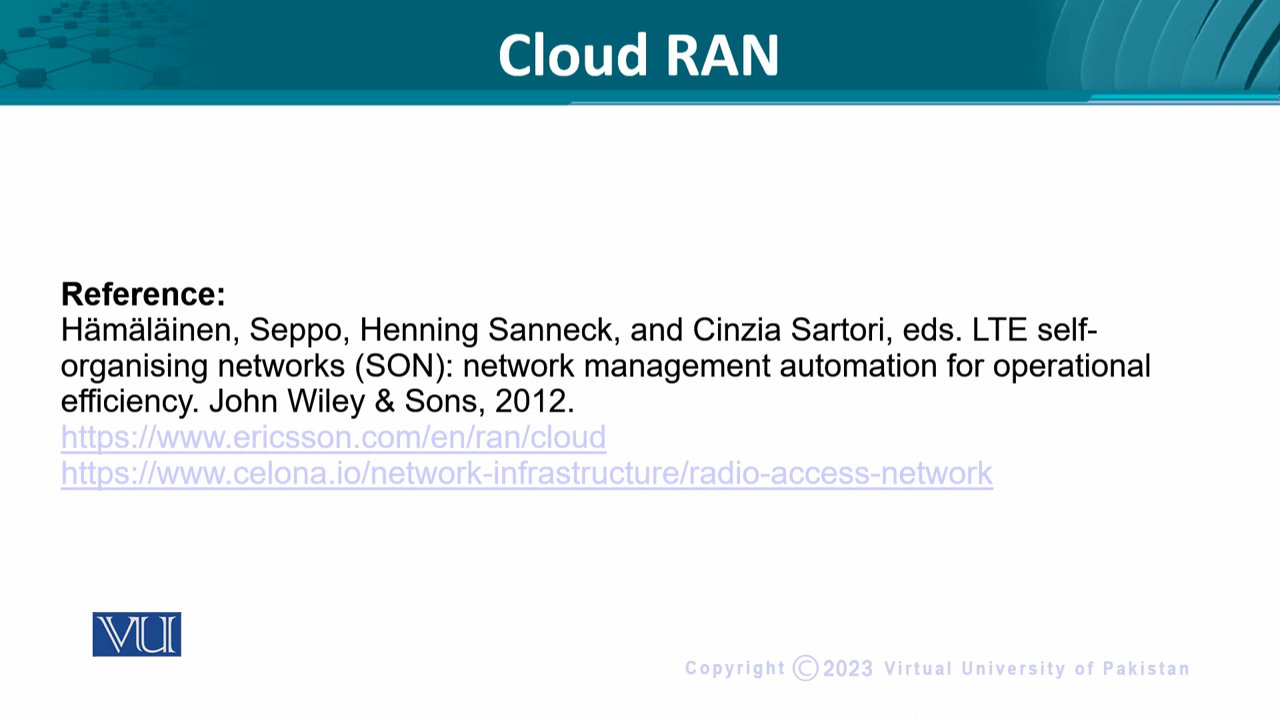 Cloud RAN
Reference:
Hämäläinen, Seppo, Henning Sanneck, and Cinzia Sartori, eds. LTE self-
organising networks (SON): network management automation for operational
efficiency. John Wiley & Sons, 2012.
https://www.ericsson.com/en/ran/cloud
https://www.celona.io/network-infrastructure/radio-access-network
VU
Copyright ©2023 Virtual University of Pakistan